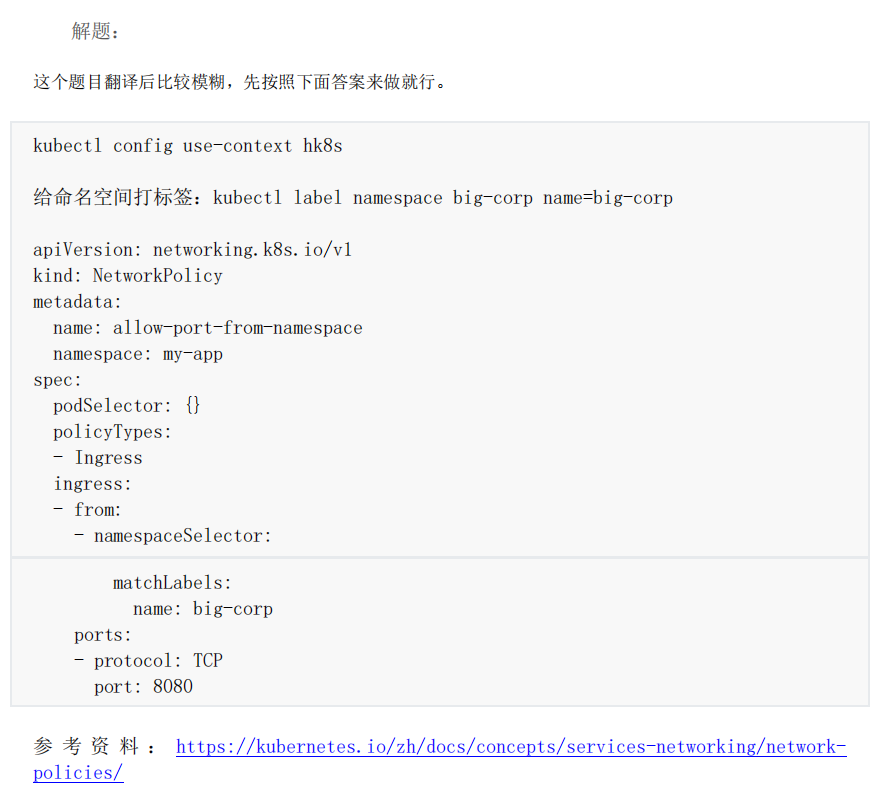 解题：
这个题目翻译后比较模糊，先按照下面答案来做就行。
kubectl config use-context hk8s
给命名空间打标签：kubectl label namespace big-corp name=big-corp
apiVersion: networking.k8s.io/v1
kind: NetworkPolicy
metadata:
  name: allow-port-from-namespace
  namespace: my-app
spec:
  podSelector: {}
  policyTypes:
  - Ingress
  ingress:
  - from:
    - namespaceSelector:
        matchLabels:
          name: big-corp
    ports:
    - protocol: TCP
      port: 8080
参考资料：https://kubernetes.io/zh/docs/concepts/services-networking/network-
policies/